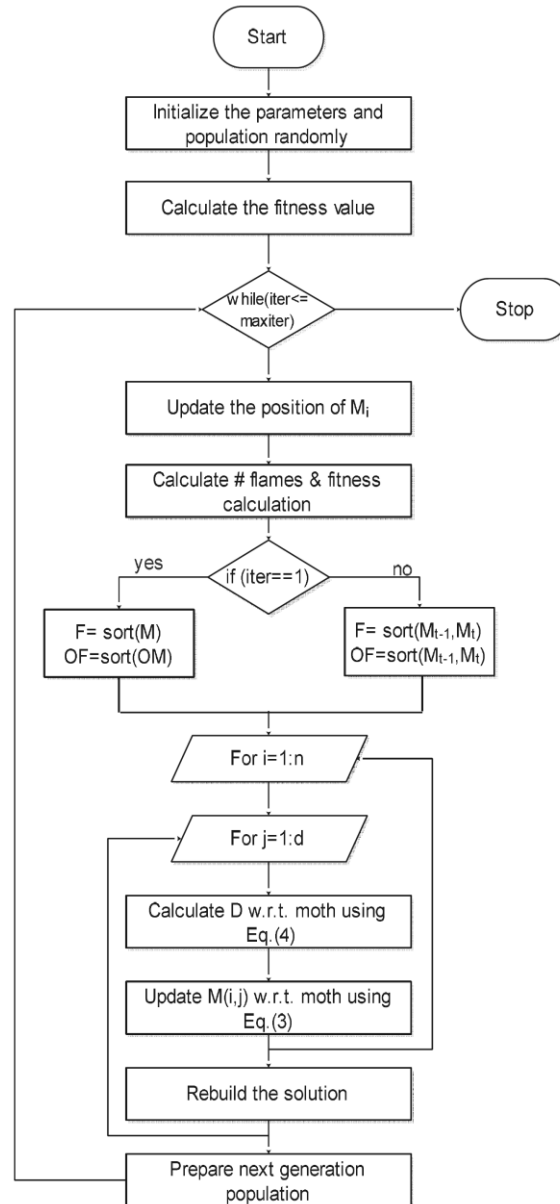 Start
Initialize the parameters and
population randomly
Calculate the fitness value
while(iter<=
maxiter)
Stop
Update the position of Mi
Calculate # flames & fitness
calculation
if (iter==1)
yes
no
F= sort(M)
OF=sort(OM)
F= sort(Mt-1,Mt)
OF=sort(Mt-1,Mt)
For i=1:n
For j=1:d
Calculate D w.r.t. moth using
Eq.(4)
Update M(i,j) w.r.t. moth using
Eq.(3)
Rebuild the solution
Prepare next generation
population